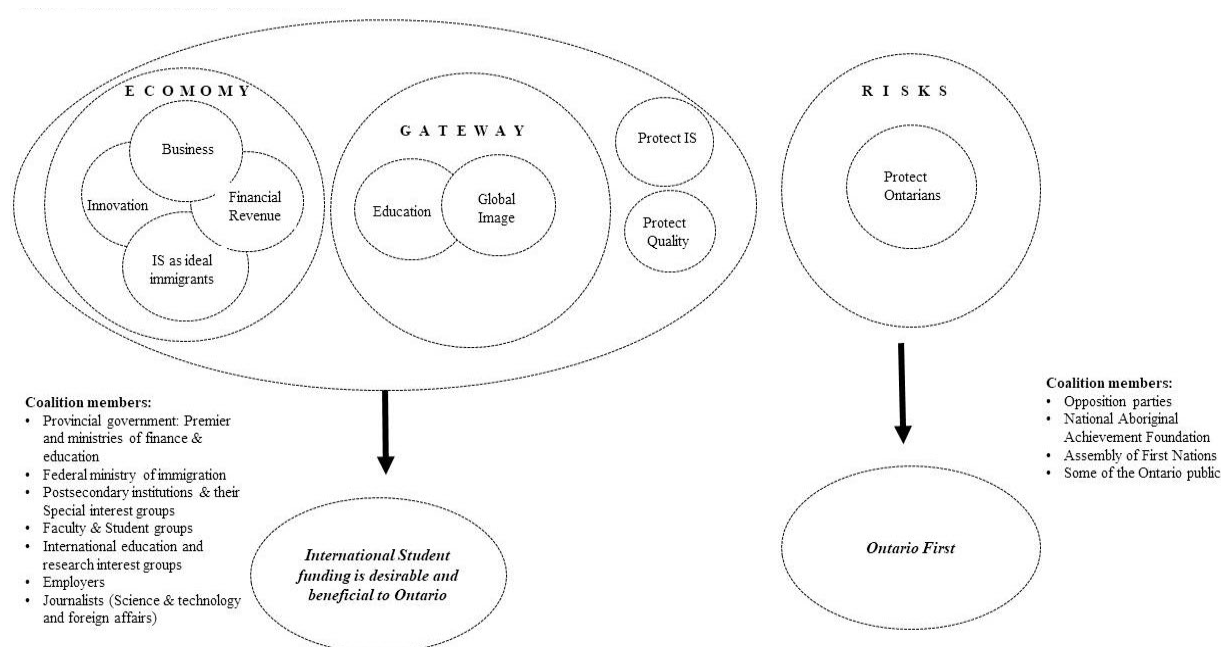 E C O M O M Y
Business
Innovation
Financial
Revenue
IS as ideal
immigrants
G A T E W A Y
Education
Global
Image
Protect IS
Protect
Quality
R I S K S
Protect
Ontarians
Coalition members:
• Provincial government: Premier
and ministries of finance &
education
• Federal ministry of immigration
• Postsecondary institutions & their
Special interest groups
• Faculty & Student groups
• International education and
research interest groups
• Employers
• Journalists (Science & technology
and foreign affairs)
International Student
funding is desirable and
beneficial to Ontario
Coalition members:
• Opposition parties
• National Aboriginal
Achievement Foundation
• Assembly of First Nations
• Some of the Ontario public
Ontario First